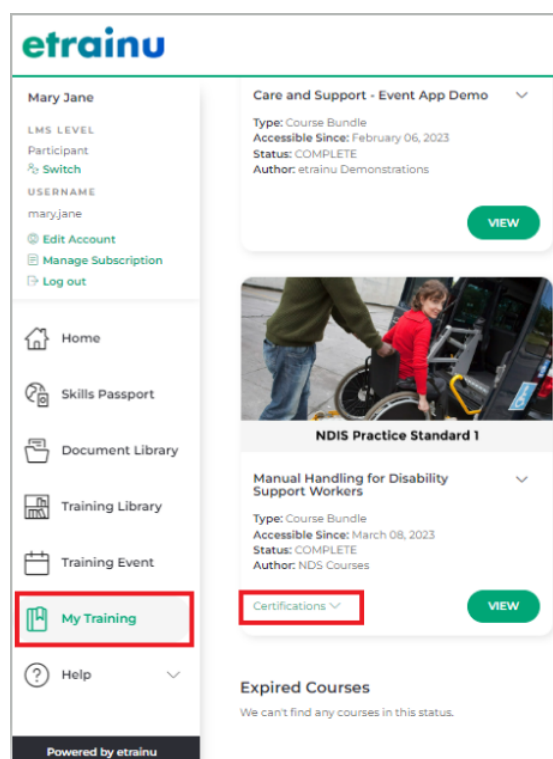 etrainu
Mary Jane
LMS LEVEL
Participant
Switch
USERNAME
mary.jane
Edit Account
Manage Subscription
Log out
Home
Skills Passport
Document Library
Training Library
Training Event
My Training
? Help
Powered by etrainu
Care and Support - Event App Demo
Type: Course Bundle
Accessible Since: February 06, 2023
Status: COMPLETE
Author: etrainu Demonstrations
VIEW
NDIS Practice Standard 1
Manual Handling for Disability
Support Workers
Type: Course Bundle
Accessible Since: March 08, 2023
Status: COMPLETE
Author: NDS Courses
Certifications
VIEW
Expired Courses
We can't find any courses in this status.